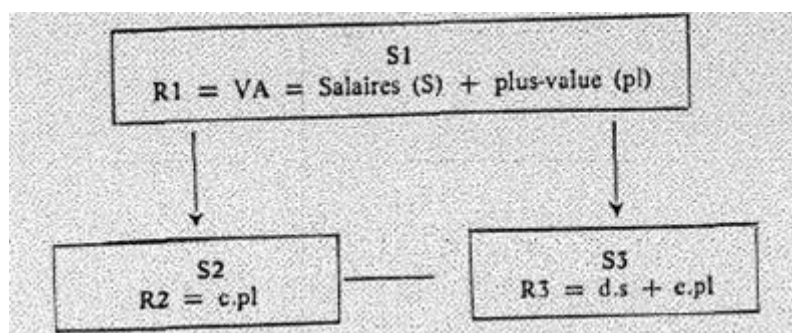 S1
R1 = VA = Salaires (S) + plus-value (pl)
S2
R2 = c.pl
S3
R3 = d.s + c.pl